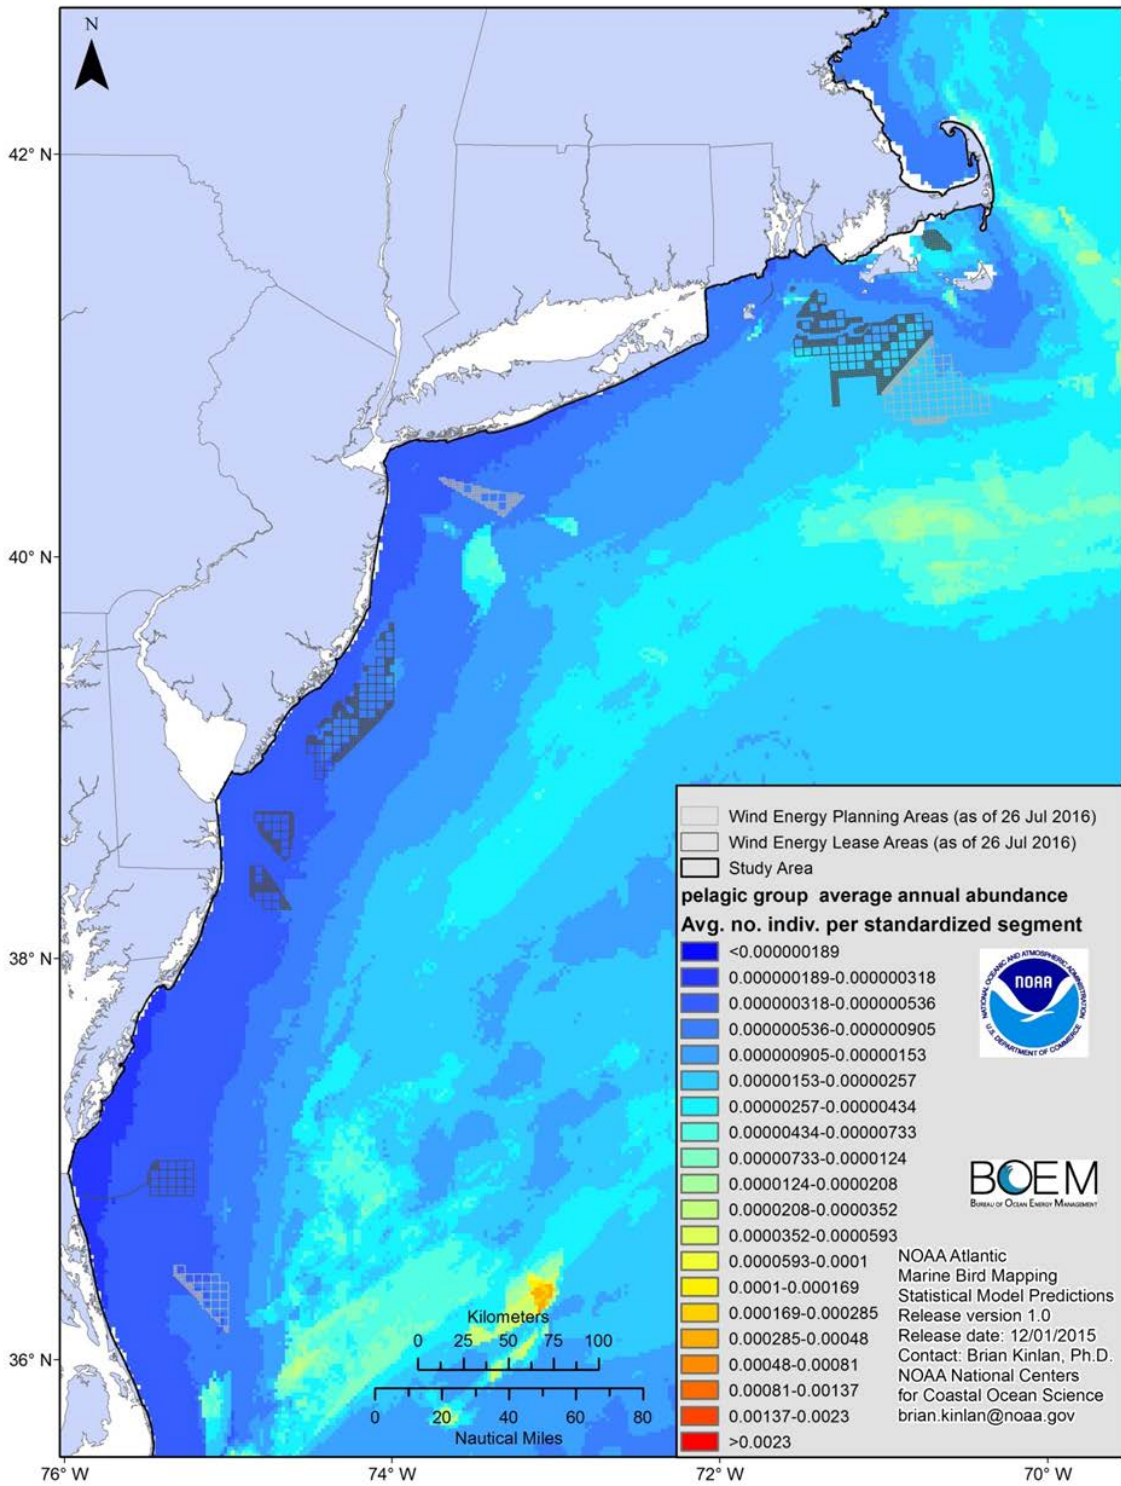 N
42° N
40° N
38° N
36° N
76° W
74° W
72° W
70° W
Kilometers
0 25 50 75 100
0 20 40 60 80
Nautical Miles
Wind Energy Planning Areas (as of 26 Jul 2016)
Wind Energy Lease Areas (as of 26 Jul 2016)
Study Area
pelagic group average annual abundance
Avg. no. indiv. per standardized segment
<0.000000189
0.000000189-0.000000318
0.000000318-0.000000536
0.000000536-0.000000905
0.000000905-0.00000153
0.00000153-0.00000257
0.00000257-0.00000434
0.00000434-0.00000733
0.00000733-0.0000124
0.0000124-0.0000208
0.0000208-0.0000352
0.0000352-0.0000593
0.0000593-0.0001
0.0001-0.000169
0.000169-0.000285
0.000285-0.00048
0.00048-0.00081
0.00081-0.00137
0.00137-0.0023
>0.0023
NATIONAL OCEANIC AND ATMOSPHERIC ADMINISTRATION
NOAA
U.S. DEPARTMENT OF COMMERCE
BOEM
BUREAU OF OCEAN ENERGY MANAGEMENT
NOAA Atlantic
Marine Bird Mapping
Statistical Model Predictions
Release version 1.0
Release date: 12/01/2015
Contact: Brian Kinlan, Ph.D.
NOAA National Centers
for Coastal Ocean Science
brian.kinlan@noaa.gov